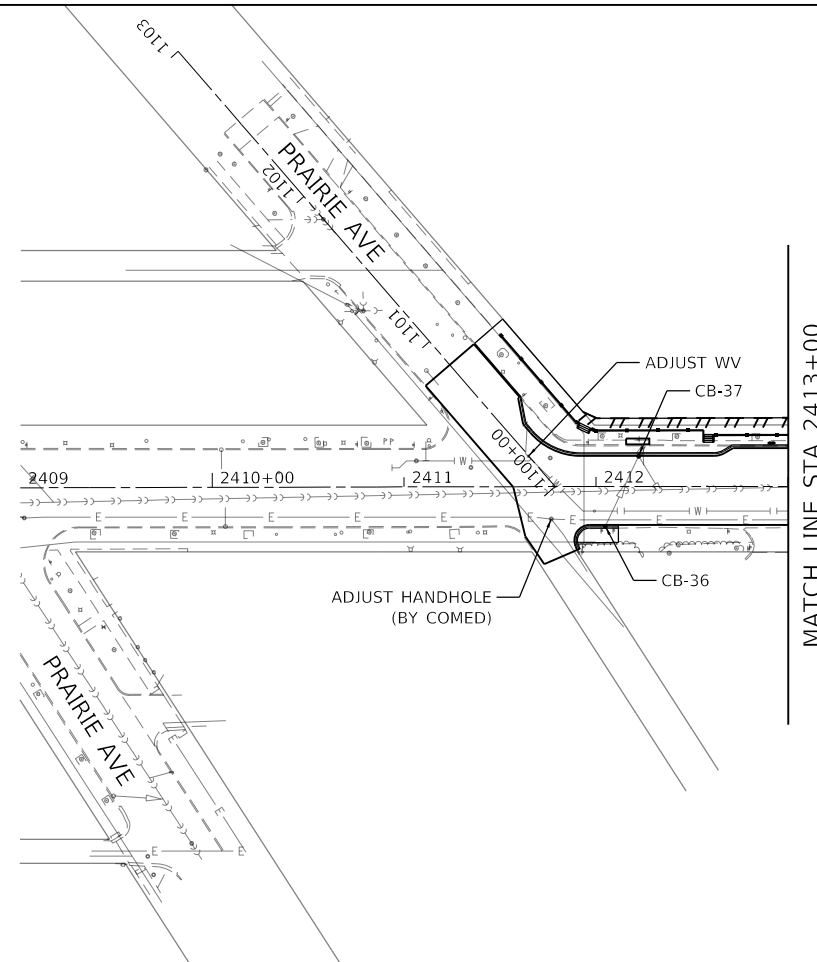 1103
PRAIRIE AVE
1102
1101
ADJUST WV
CB-37
1100+00
W
W
2409
2410+00
2411
2412
E
E
E
E
E
E
E
W
MATCH LINE STA 2413+00
CB-36
ADJUST HANDHOLE
(BY COMED)
PRAIRIE AVE
E
E
E
E
E